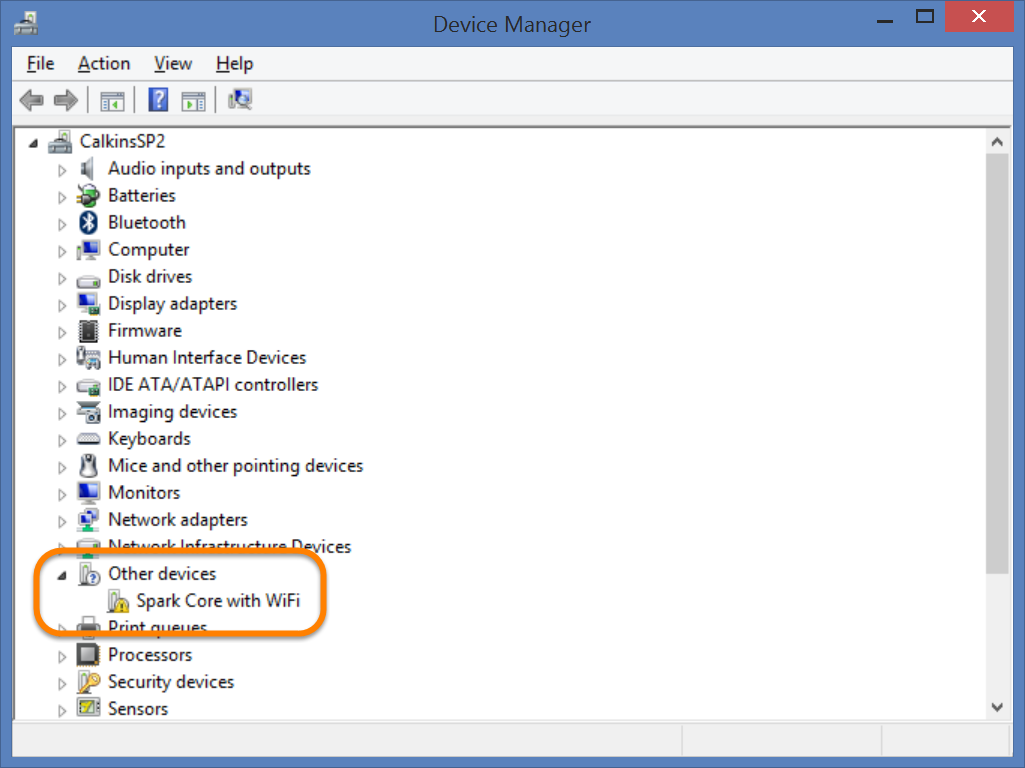 Device Manager
File Action View Help
CalkinsSP2
Audio inputs and outputs
Batteries
Bluetooth
Computer
Disk drives
Display adapters
Firmware
Human Interface Devices
IDE ATA/ATAPI controllers
Imaging devices
Keyboards
Mice and other pointing devices
Monitors
Network adapters
Network Infrastructure Devices
Other devices
Spark Core with WiFi
Print queues
Processors
Security devices
Sensors